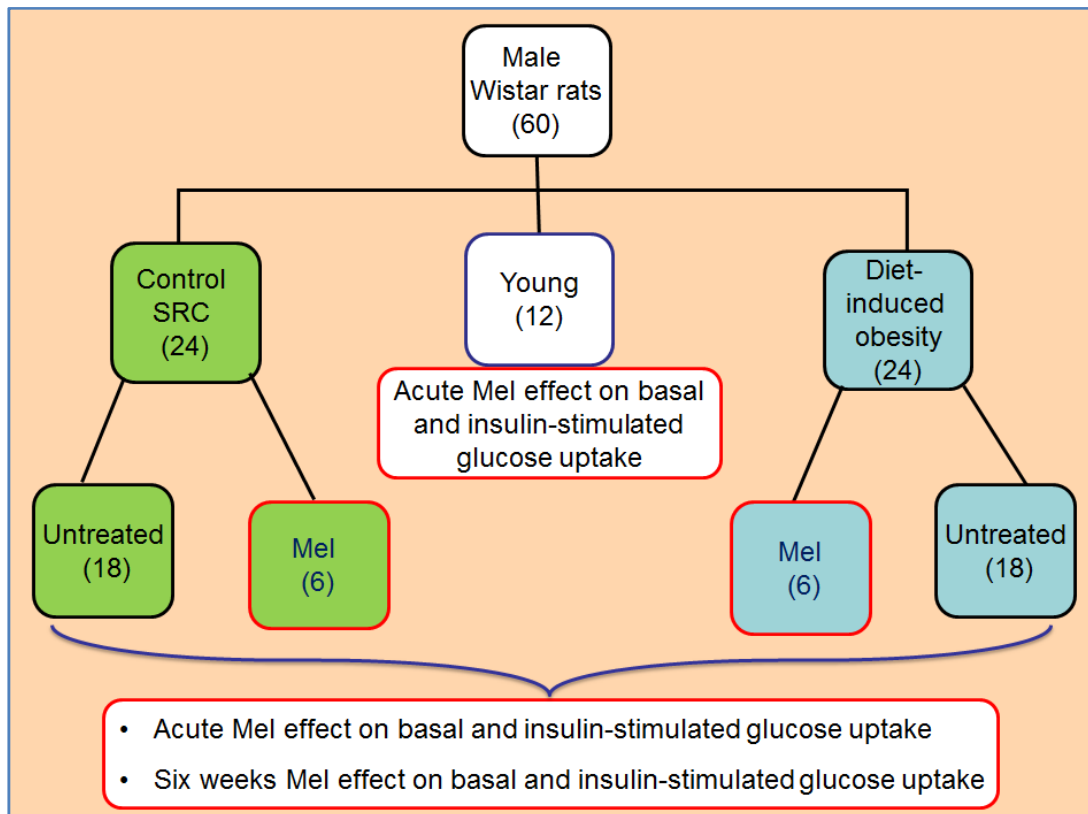 Male
Wistar rats
(60)
Control
SRC
(24)
Young
(12)
Diet-
induced
obesity
(24)
Acute Mel effect on basal
and insulin-stimulated
glucose uptake
Untreated
(18)
Mel
(6)
Mel
(6)
Untreated
(18)
• Acute Mel effect on basal and insulin-stimulated glucose uptake
• Six weeks Mel effect on basal and insulin-stimulated glucose uptake